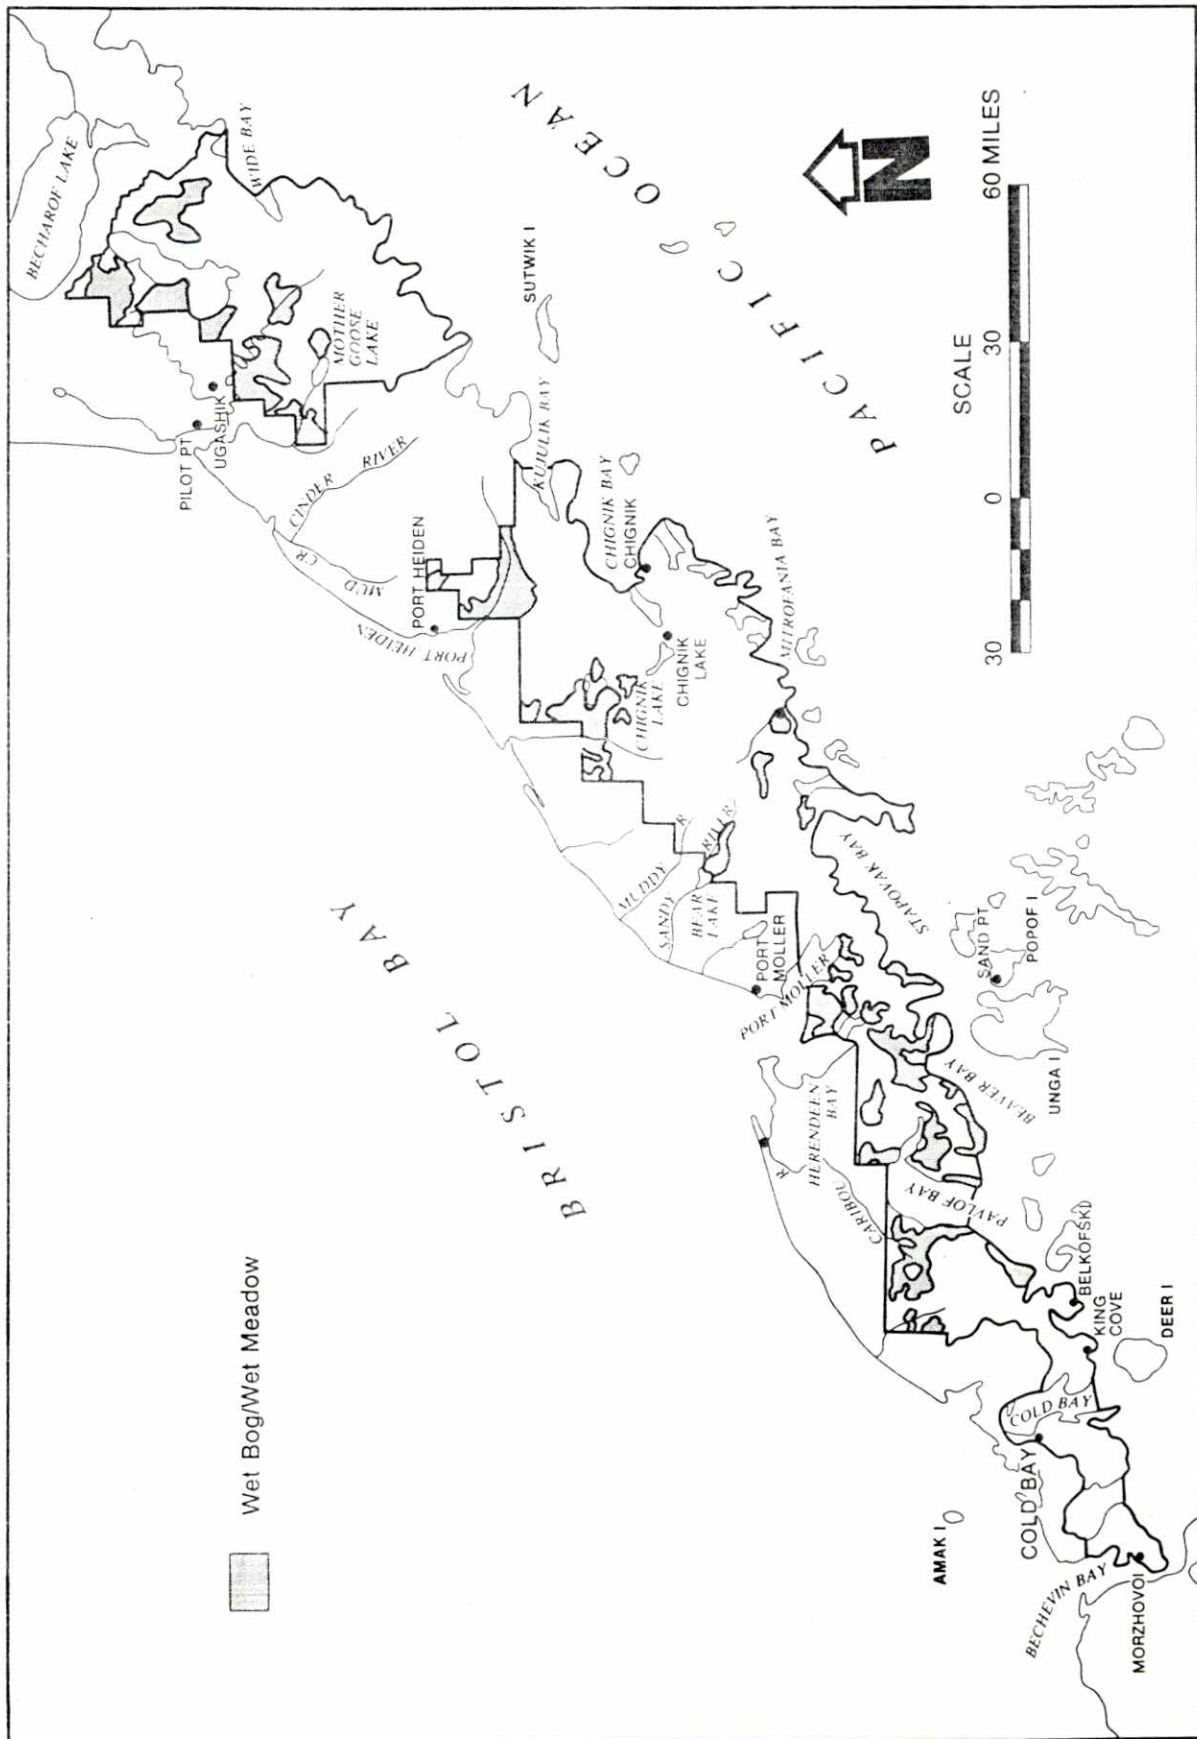 Wet Bog/Wet Meadow
BECHAROF LAKE
WIDE BAY
PILOT PT
UGASHIK
MOTHER
GOOSE
LAKE
CINDER RIVER
MUD CR
PORT HEIDEN
PORT HEIDEN
SUTWIK I
KUJULIK BAY
CHIGNIK BAY
CHIGNIK
CHIGNIK
LAKE
CHIGNIK
LAKE
MITROFANIA BAY
PACIFIC OCEAN
N
SCALE
30 0 30 60 MILES
BRISTOL BAY
MUDDY R
SANDY RIVER
BEAR
LAKE
PORT
MOLLER
PORT MOLLER
STAPOVAK BAY
SAND PT
POPOF I
UNGA I
BEAVER BAY
HERENDEEN
BAY
CARIBOU R
PAVLOF BAY
BELKOFSKI
KING
COVE
DEER I
COLD BAY
COLD BAY
AMAK I
BECHEVIN BAY
MORZHOVOI